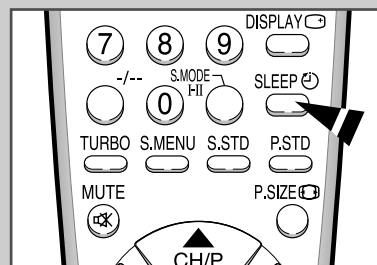 DISPLAY
7 8 9
-/-- S.MODE SLEEP
I-II
0
TURBO S.MENU S.STD P.STD
MUTE P.SIZE
CH/P